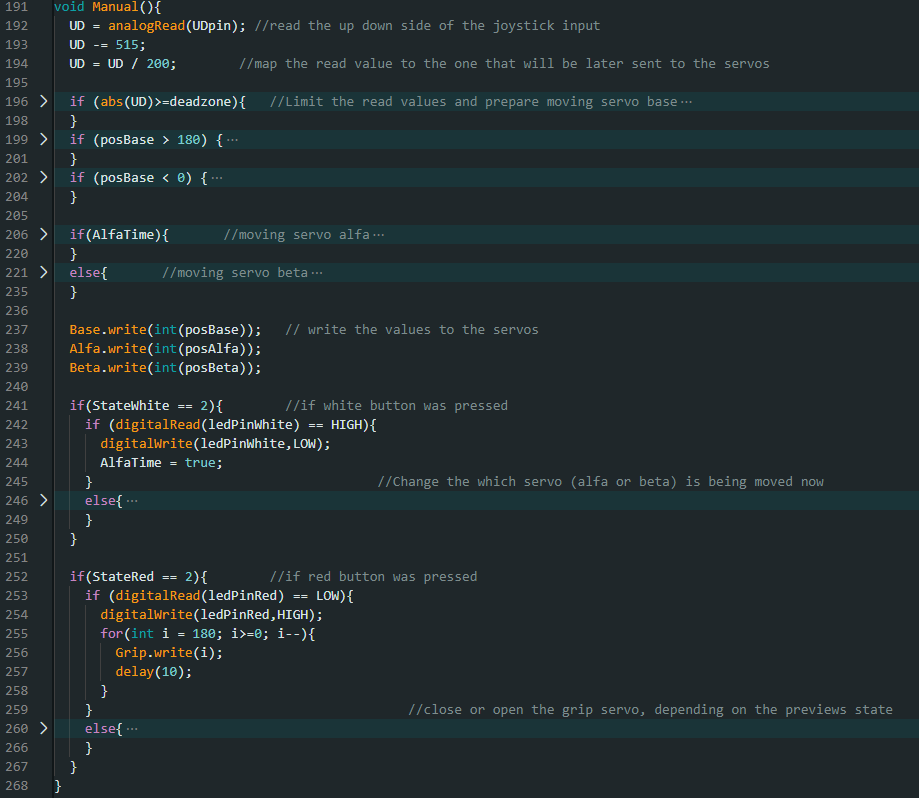 191 void Manual(){
192 UD = analogRead(UDpin); //read the up down side of the joystick input
193 UD -= 515;
194 UD = UD / 200; //map the read value to the one that will be later sent to the servos
195
196 if (abs(UD)>=deadzone){ //Limit the read values and prepare moving servo base…
198 }
199 if (posBase > 180) {…
201 }
202 if (posBase < 0) {…
204 }
205
206 if(AlfaTime){ //moving servo alfa…
220 }
221 else{ //moving servo beta…
235 }
236
237 Base.write(int(posBase)); // write the values to the servos
238 Alfa.write(int(posAlfa));
239 Beta.write(int(posBeta));
240
241 if(StateWhite == 2){ //if white button was pressed
242 if (digitalRead(ledPinWhite) == HIGH){
243 digitalWrite(ledPinWhite,LOW);
244 AlfaTime = true;
245 } //Change the which servo (alfa or beta) is being moved now
246 else{…
249 }
250 }
251
252 if(StateRed == 2){ //if red button was pressed
253 if (digitalRead(ledPinRed) == LOW){
254 digitalWrite(ledPinRed,HIGH);
255 for(int i = 180; i>=0; i--){
256 Grip.write(i);
257 delay(10);
258 }
259 } //close or open the grip servo, depending on the previews state
260 else{…
266 }
267 }
268 }